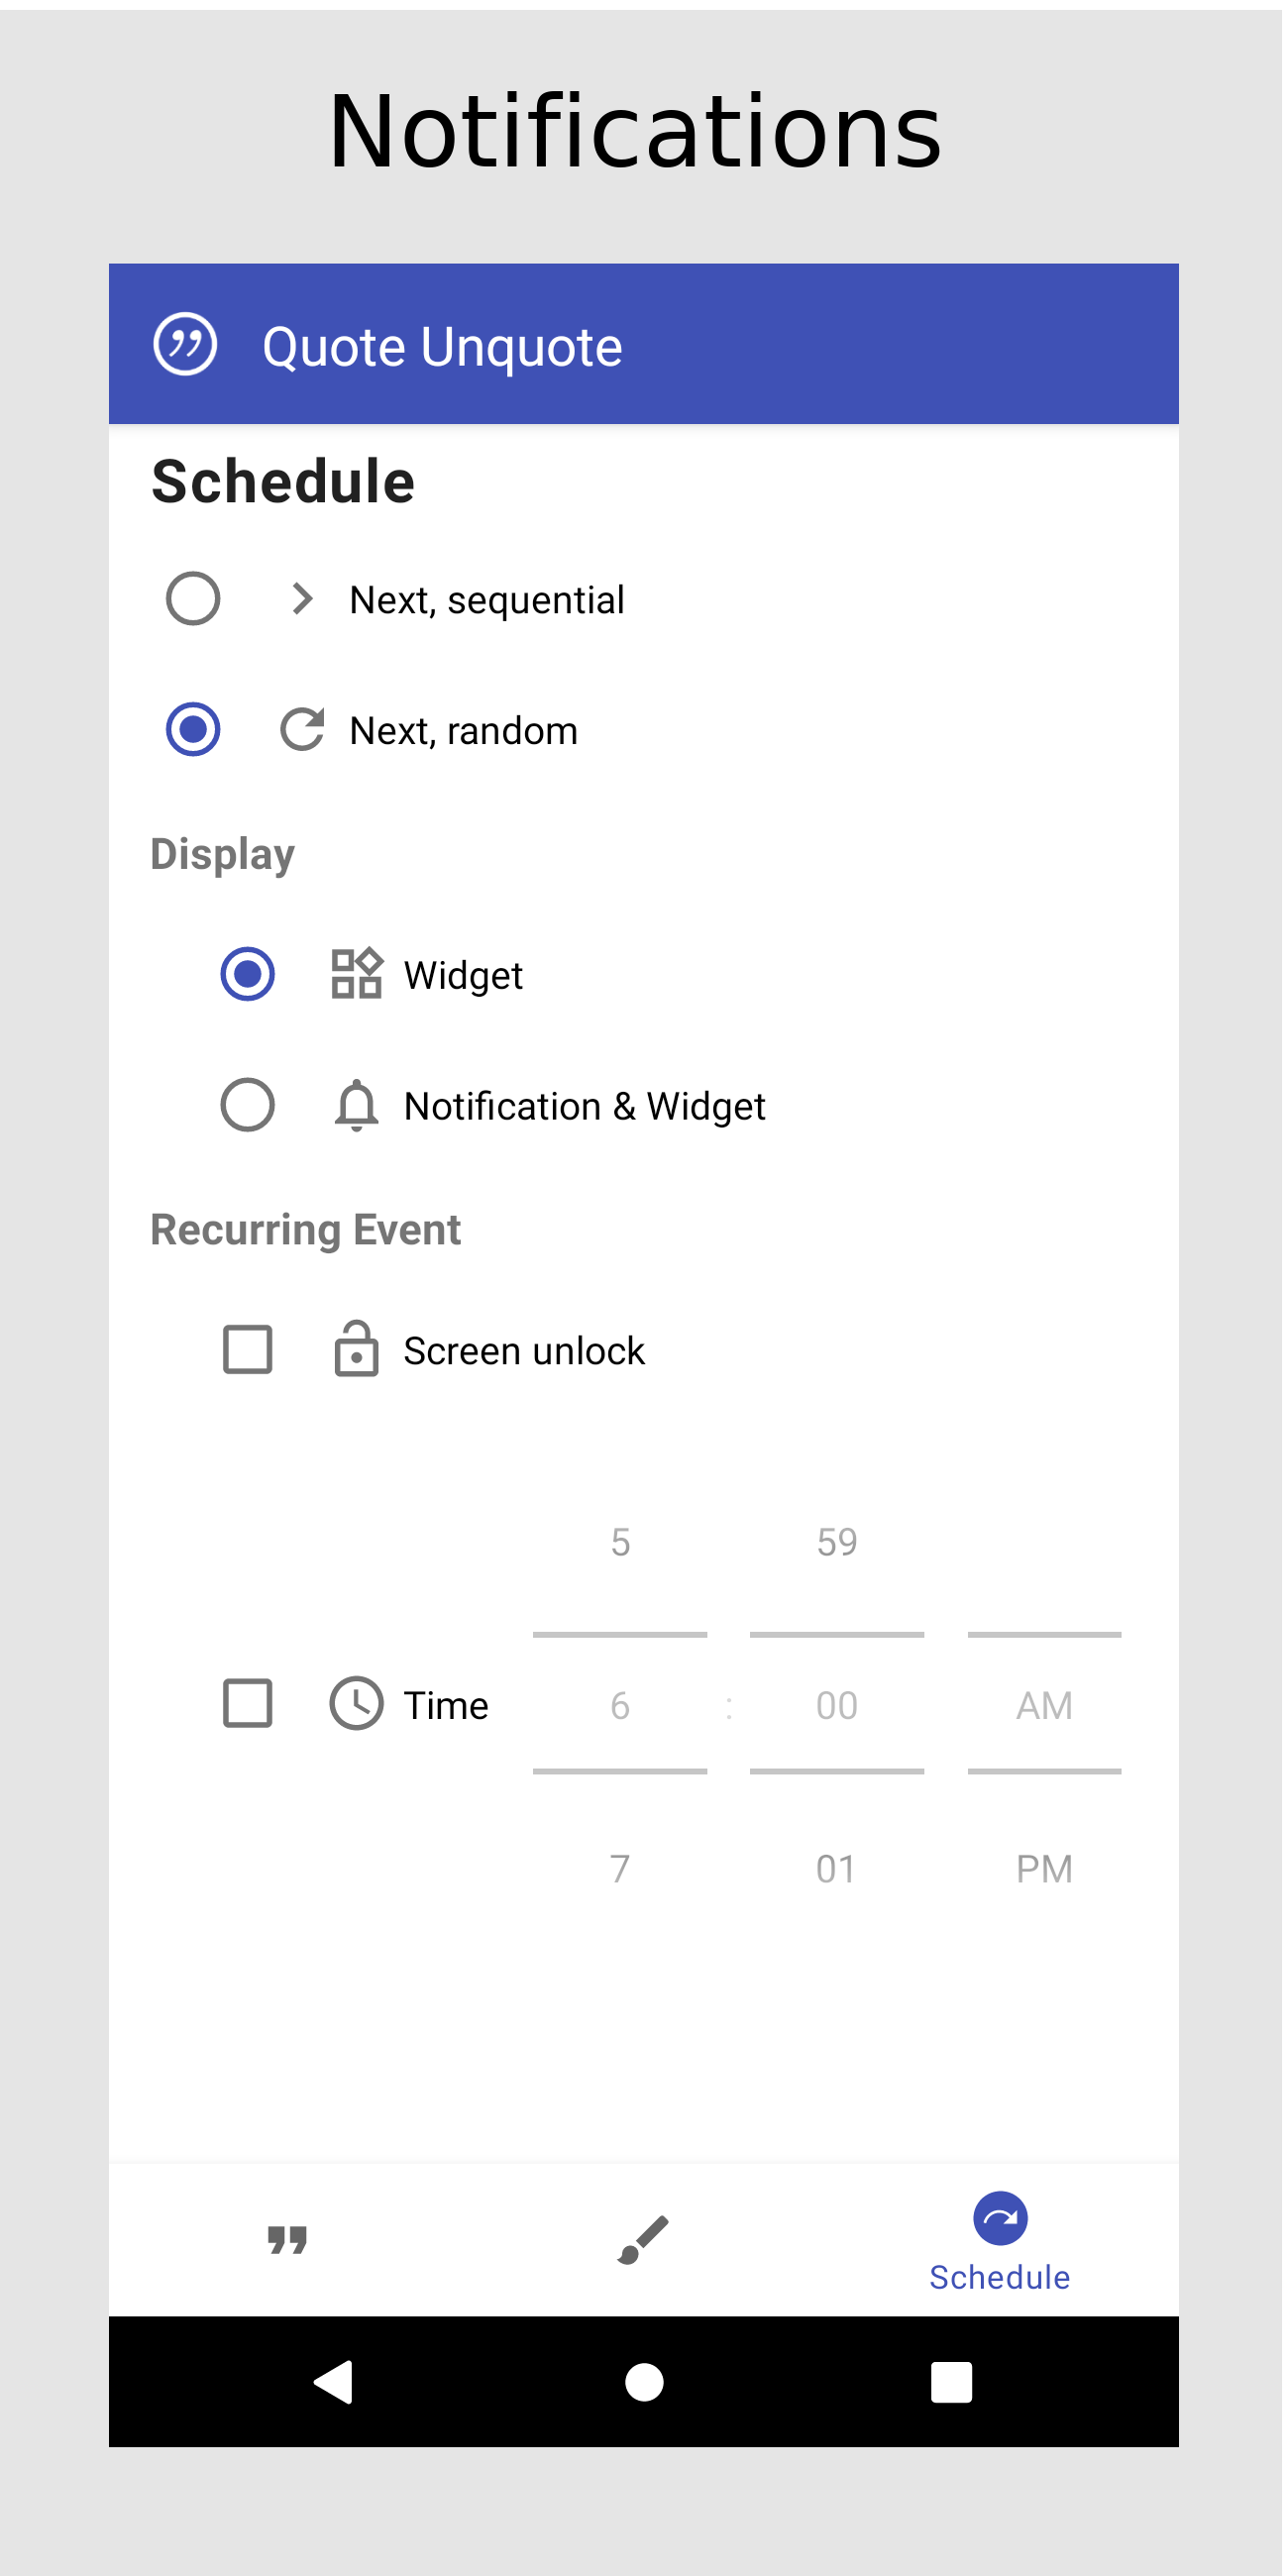 Notifications
Quote Unquote
Schedule
Next, sequential
Next, random
Display
Widget
Notification & Widget
Recurring Event
Screen unlock
5 59
Time 6 : 00 AM
7 01 PM
Schedule